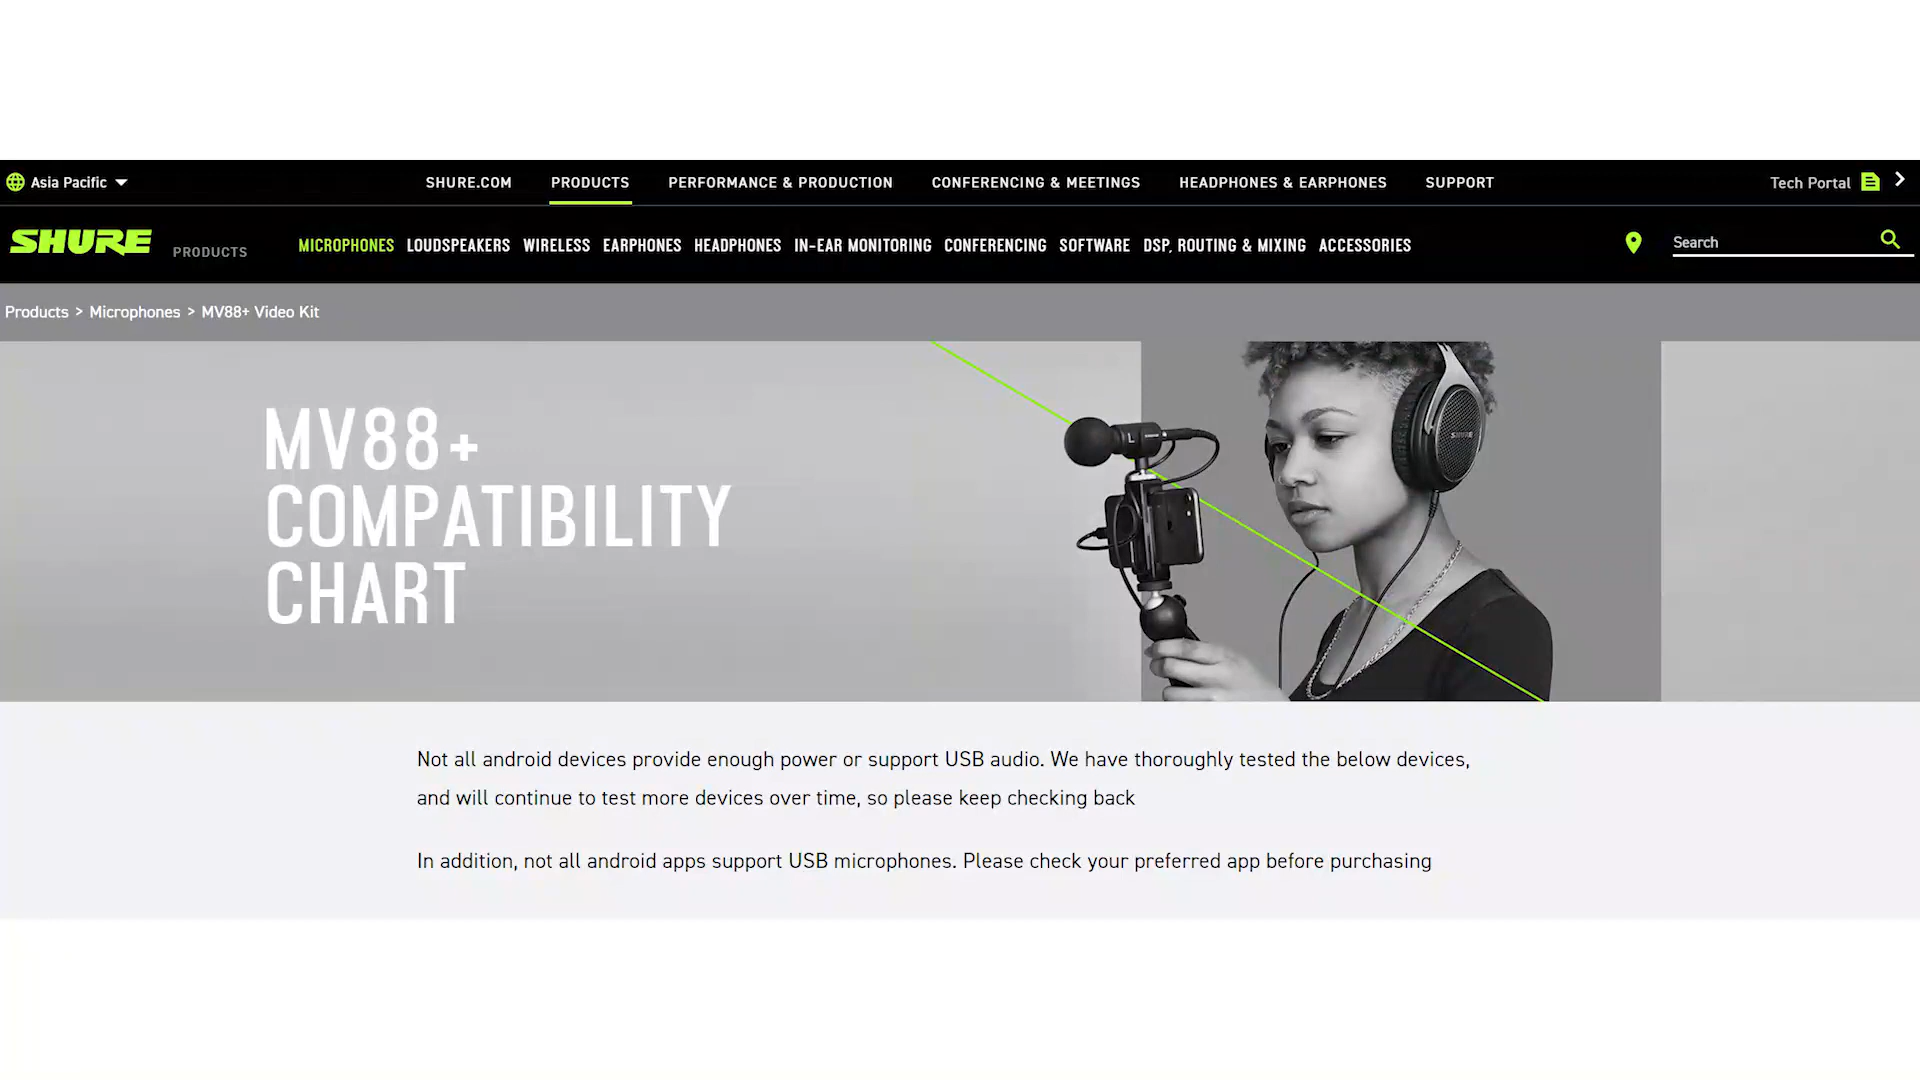 Asia Pacific
SHURE.COM
PRODUCTS
PERFORMANCE & PRODUCTION
CONFERENCING & MEETINGS
HEADPHONES & EARPHONES
SUPPORT
Tech Portal
SHURE
PRODUCTS
MICROPHONES
LOUDSPEAKERS
WIRELESS
EARPHONES
HEADPHONES
IN-EAR MONITORING
CONFERENCING
SOFTWARE
DSP, ROUTING & MIXING
ACCESSORIES
Search
Products > Microphones > MV88+ Video Kit
MV88+
COMPATIBILITY
CHART
L
SHURE
Not all android devices provide enough power or support USB audio. We have thoroughly tested the below devices,
and will continue to test more devices over time, so please keep checking back
In addition, not all android apps support USB microphones. Please check your preferred app before purchasing